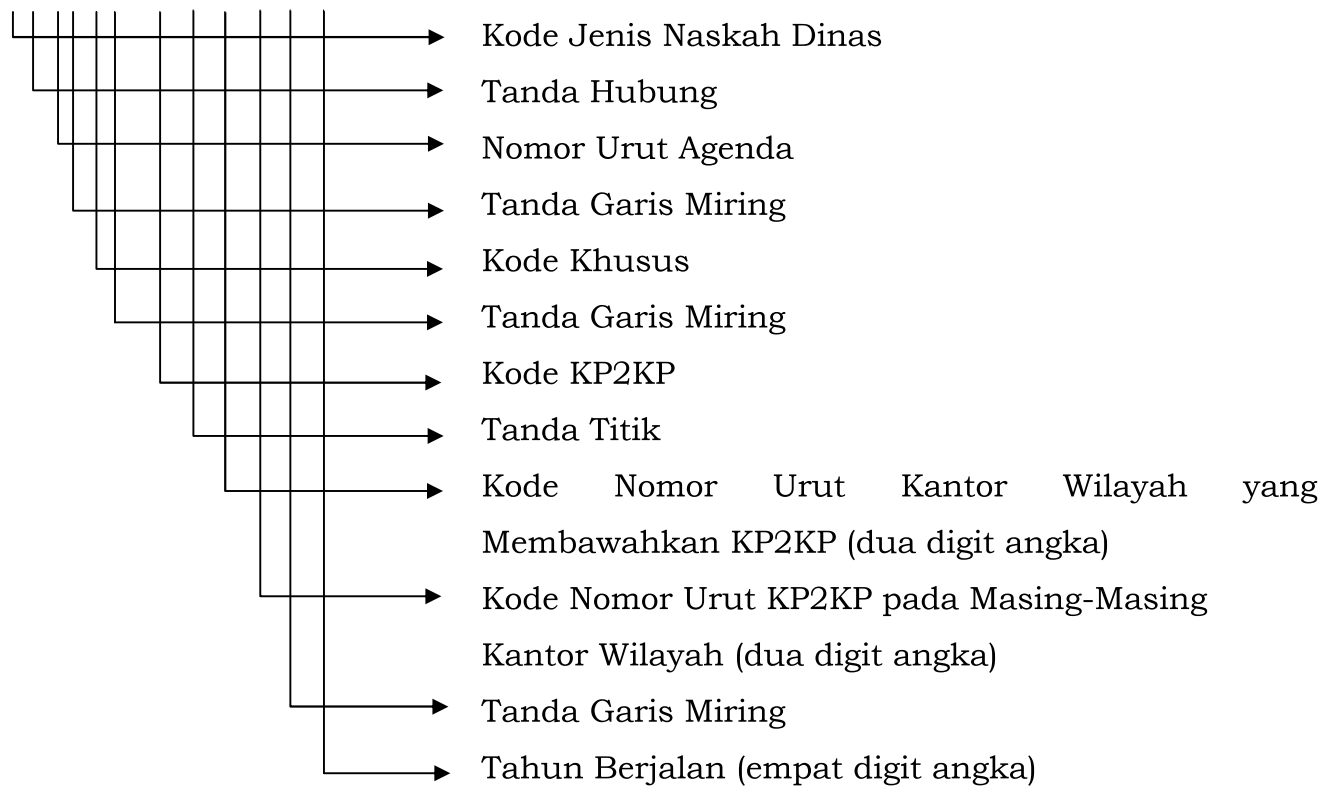 Kode Jenis Naskah Dinas
Tanda Hubung
Nomor Urut Agenda
Tanda Garis Miring
Kode Khusus
Tanda Garis Miring
Kode KP2KP
Tanda Titik
Kode Nomor Urut Kantor Wilayah yang
Membawahkan KP2KP (dua digit angka)
Kode Nomor Urut KP2KP pada Masing-Masing
Kantor Wilayah (dua digit angka)
Tanda Garis Miring
Tahun Berjalan (empat digit angka)